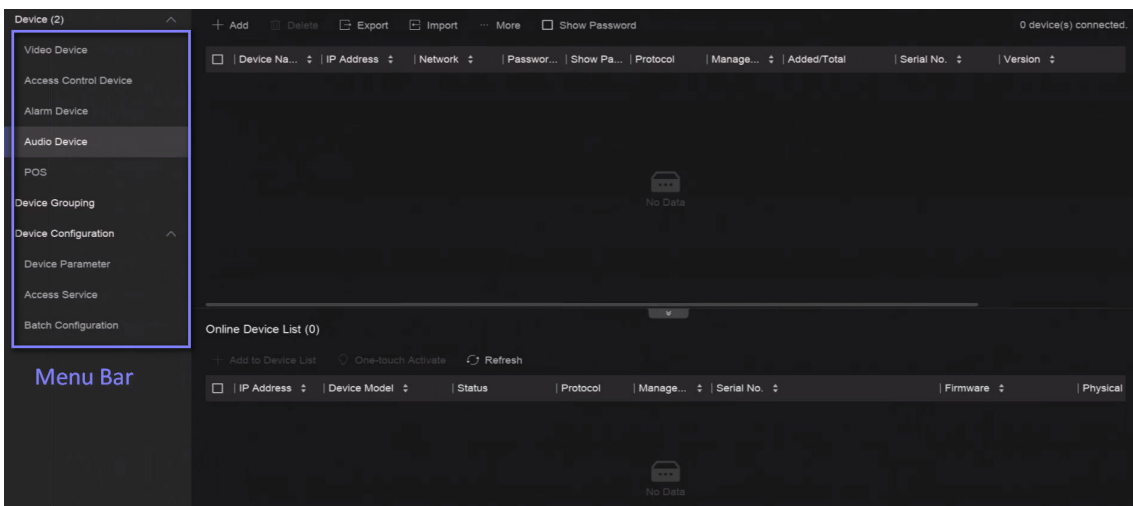 Device (2)
Video Device
Access Control Device
Alarm Device
Audio Device
POS
Device Grouping
Device Configuration
Device Parameter
Access Service
Batch Configuration
Menu Bar
Add Delete Export Import ··· More Show Password 0 device(s) connected.
Device Na... IP Address Network Passwor... Show Pa... Protocol Manage... Added/Total Serial No. Version
No Data
Online Device List (0)
Add to Device List One-touch Activate Refresh
IP Address Device Model Status Protocol Manage... Serial No. Firmware Physical
No Data